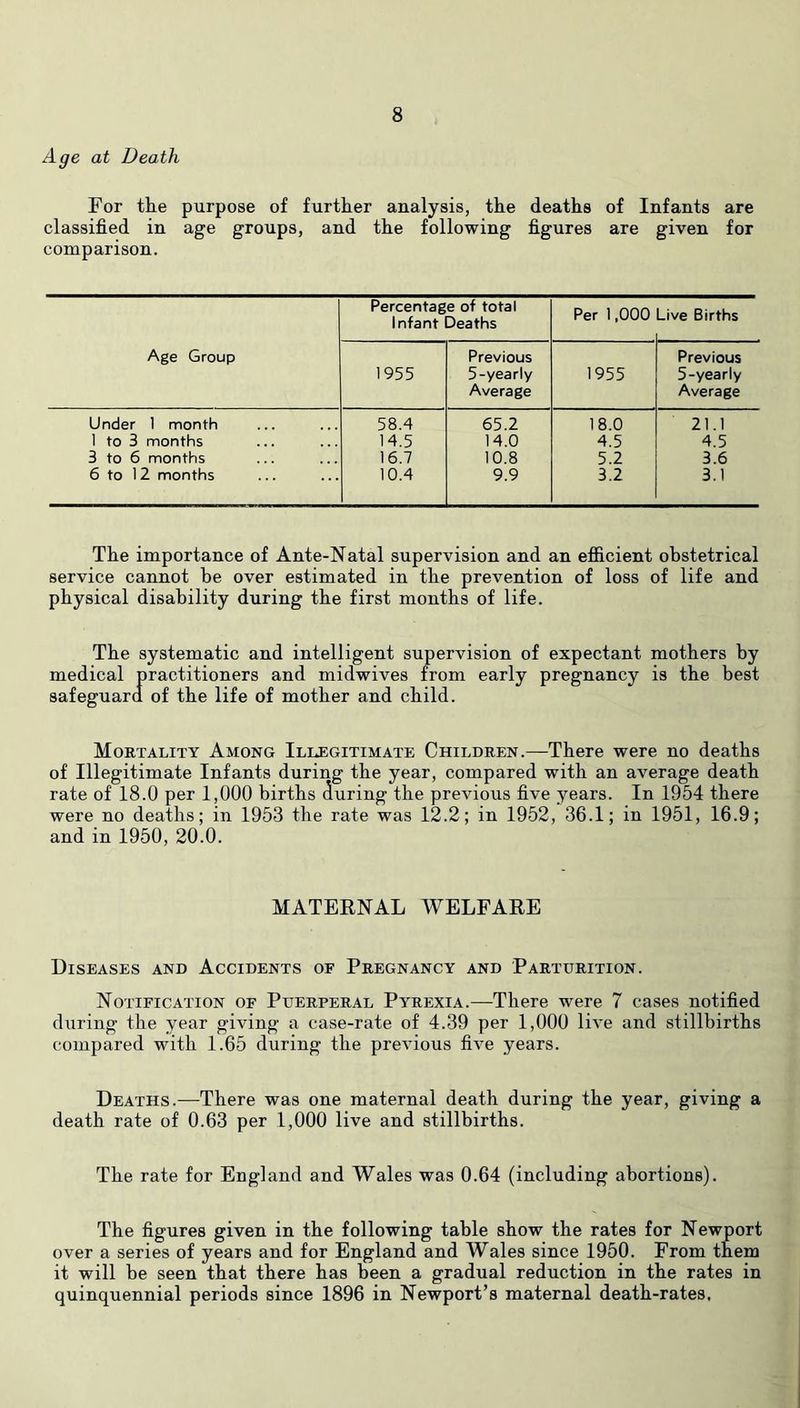 8
Age at Death
For the purpose of further analysis, the deaths of Infants are
classified in age groups, and the following figures are given for
comparison.
Age Group | Percentage of total Infant Deaths | Per 1,000 Live Births
1955 | Previous 5-yearly Average | 1955 | Previous 5-yearly Average
Under 1 month ... ... 58.4 65.2 18.0 21.1
1 to 3 months ... ... 14.5 14.0 4.5 4.5
3 to 6 months ... ... 16.7 10.8 5.2 3.6
6 to 12 months ... ... 10.4 9.9 3.2 3.1
The importance of Ante-Natal supervision and an efficient obstetrical
service cannot be over estimated in the prevention of loss of life and
physical disability during the first months of life.
The systematic and intelligent supervision of expectant mothers by
medical practitioners and midwives from early pregnancy is the best
safeguard of the life of mother and child.
Mortality Among Illegitimate Children.—There were no deaths
of Illegitimate Infants during the year, compared with an average death
rate of 18.0 per 1,000 births during the previous five years. In 1954 there
were no deaths; in 1953 the rate was 12.2; in 1952, 36.1; in 1951, 16.9;
and in 1950, 20.0.
MATERNAL WELFARE
Diseases and Accidents of Pregnancy and Parturition.
Notification of Puerperal Pyrexia.—There were 7 cases notified
during the year giving a case-rate of 4.39 per 1,000 live and stillbirths
compared with 1.65 during the previous five years.
Deaths.—There was one maternal death during the year, giving a
death rate of 0.63 per 1,000 live and stillbirths.
The rate for England and Wales was 0.64 (including abortions).
The figures given in the following table show the rates for Newport
over a series of years and for England and Wales since 1950. From them
it will be seen that there has been a gradual reduction in the rates in
quinquennial periods since 1896 in Newport's maternal death-rates.